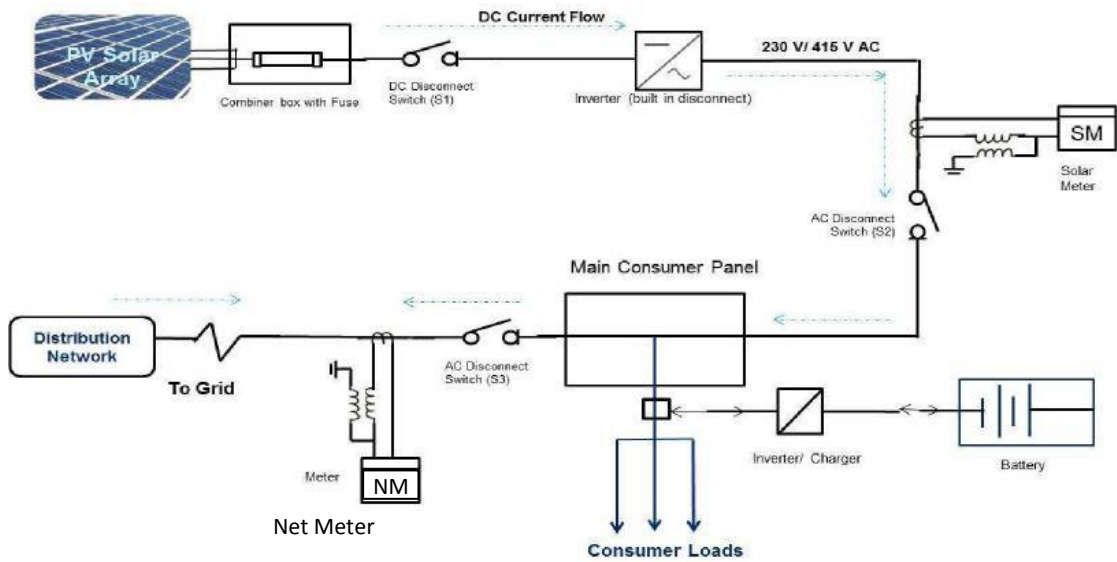 DC Current Flow
PV Solar
Array
230 V/ 415 V AC
DC Disconnect
Switch (S1)
Combiner box with Fuse
Inverter (built in disconnect)
SM
Solar
Meter
AC Disconnect
Switch (S2)
Main Consumer Panel
Distribution
Network
To Grid
AC Disconnect
Switch (S3)
Inverter/ Charger
Battery
Meter
NM
Net Meter
Consumer Loads